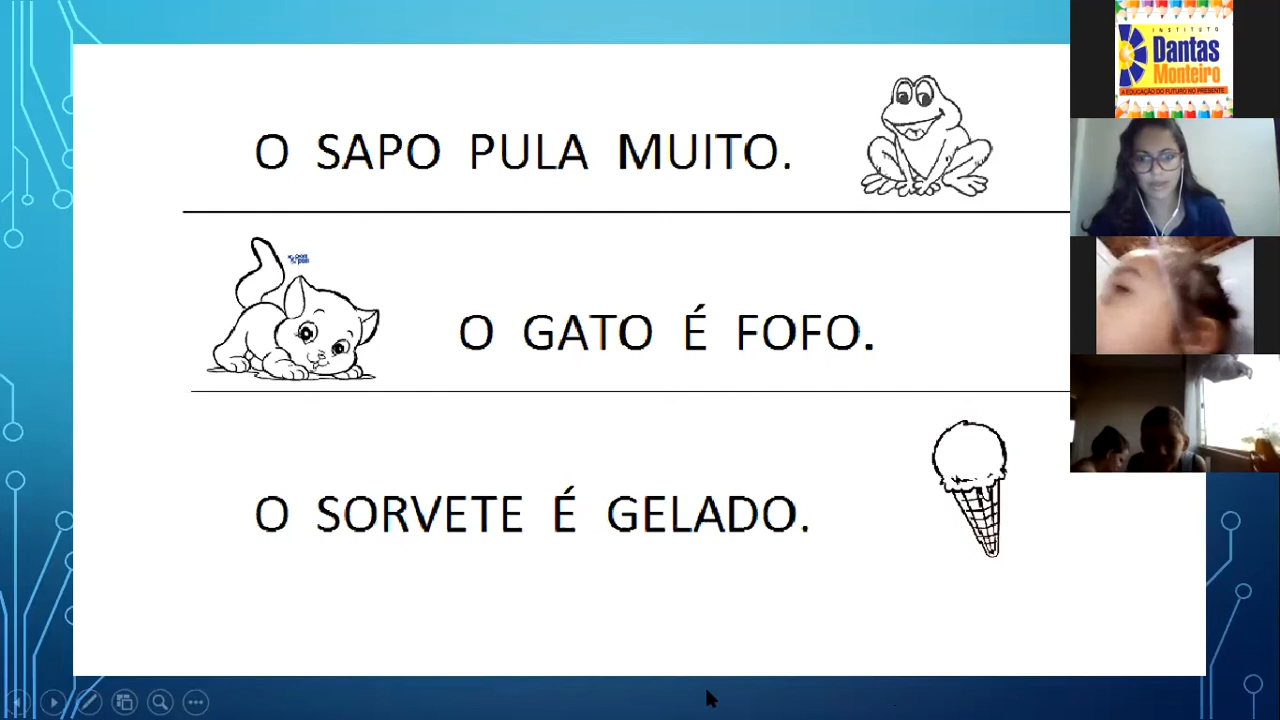 O SAPO PULA MUITO.
O GATO É FOFO.
O SORVETE É GELADO.
INSTITUTO
Dantas
Monteiro
A EDUCAÇÃO DO FUTURO NO PRESENTE